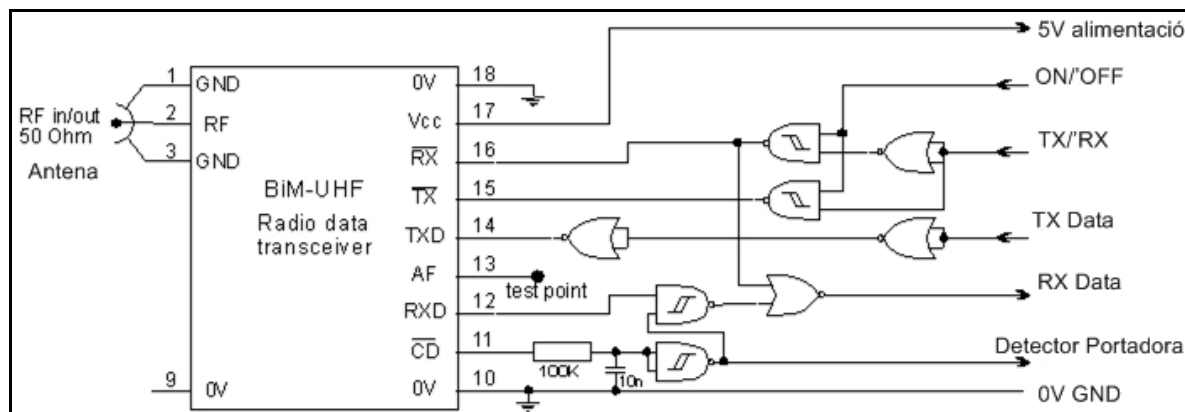 RF in/out
50 Ohm
Antena
1
2
3
9
GND
RF
GND
0V
BiM-UHF
Radio data
transceiver
0V
Vcc
RX
TX
TXD
AF
RXD
CD
0V
18
17
16
15
14
13
12
11
10
test point
100K
10n
5V alimentació
ON/'OFF
TX/'RX
TX Data
RX Data
Detector Portadora
0V GND